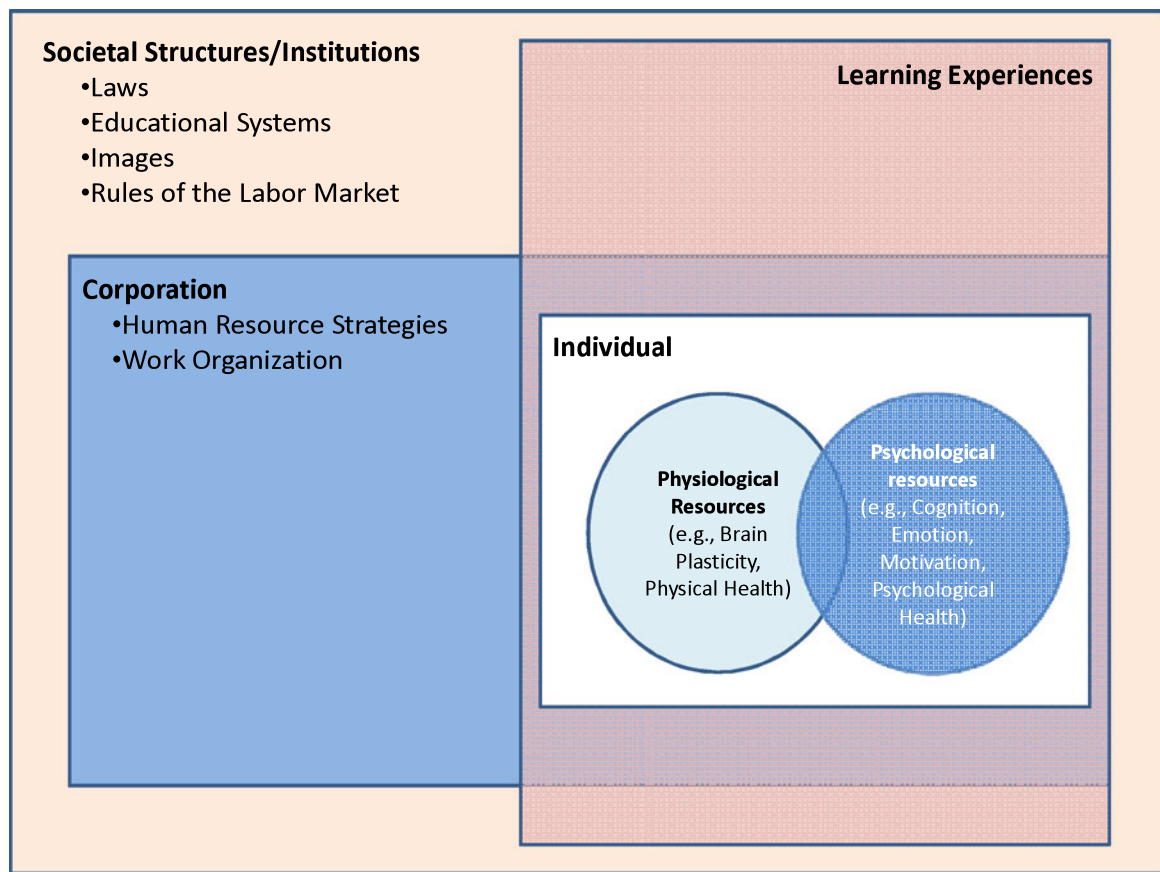 Societal Structures/Institutions
•Laws
•Educational Systems
•Images
•Rules of the Labor Market
Learning Experiences
Corporation
•Human Resource Strategies
•Work Organization
Individual
Physiological
Resources
(e.g., Brain
Plasticity,
Physical Health)
Psychological
resources
(e.g., Cognition,
Emotion,
Motivation,
Psychological
Health)